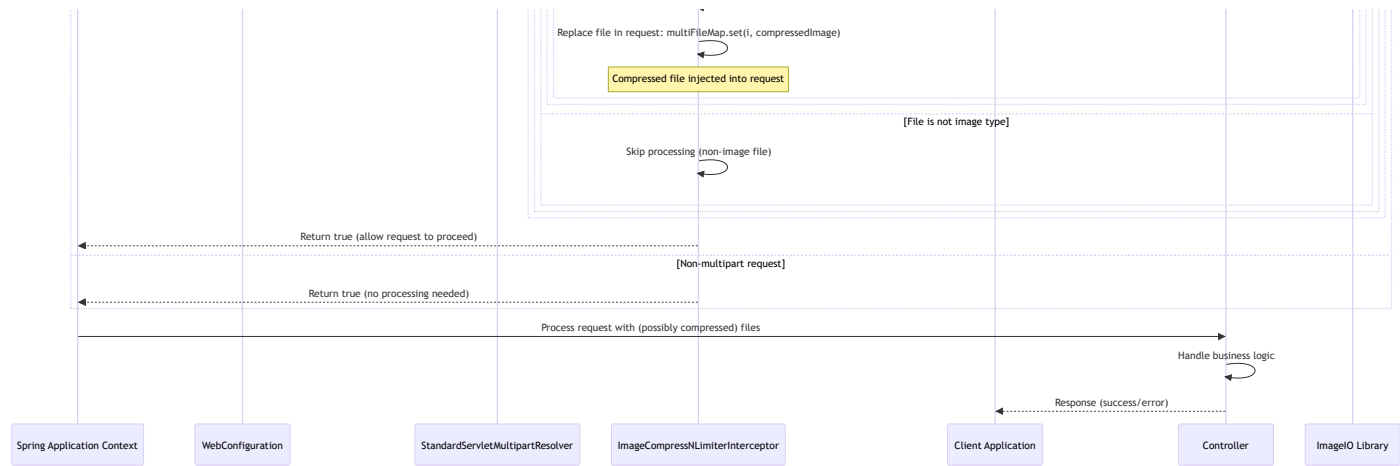 Replace file in request: multiFileMap.set(i, compressedImage)
Compressed file injected into request
[File is not image type]
Skip processing (non-image file)
Return true (allow request to proceed)
[Non-multipart request]
Return true (no processing needed)
Process request with (possibly compressed) files
Handle business logic
Response (success/error)
Spring Application Context
WebConfiguration
StandardServletMultipartResolver
ImageCompressNLimiterInterceptor
Client Application
Controller
ImageIO Library